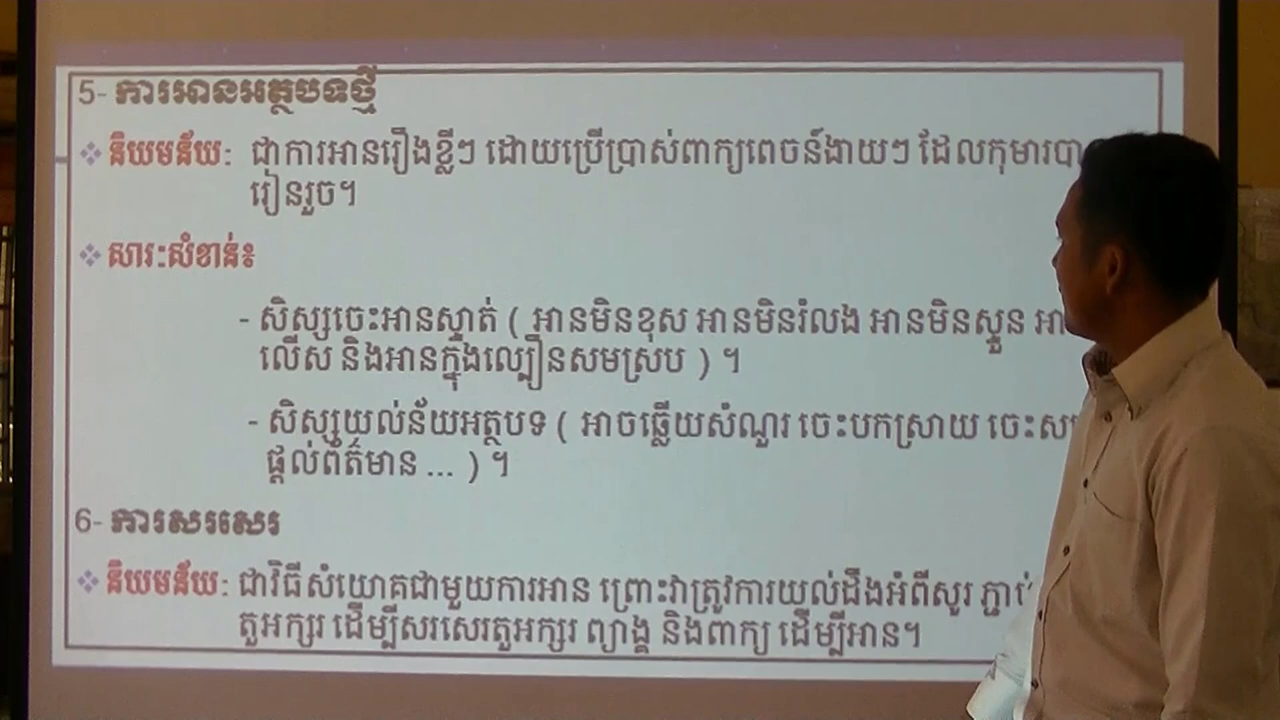 5- ការអានអត្ថបទថ្មី
❖ និយមន័យ: ជាការអានរឿងខ្លីៗ ដោយប្រើប្រាស់ពាក្យពេចន៍ងាយៗ ដែលកុមារ
រៀនរួច។
❖ សារៈសំខាន់៖
- សិស្សចេះអានស្ទាត់ ( អានមិនខុស អានមិនរំលង អានមិនស្ទួន
លើស និងអានក្នុងល្បឿនសមស្រប ) ។
- សិស្សយល់ន័យអត្ថបទ ( អាចឆ្លើយសំណួរ ចេះបកស្រាយ ចេះ
ផ្តល់ព័ត៌មាន ... ) ។
6- ការសរសេរ
❖ និយមន័យ: ជាវិធីសំយោគជាមួយការអាន ព្រោះវាត្រូវការយល់ដឹងអំពីសូរ
តួអក្សរ ដើម្បីសរសេរតួអក្សរ ព្យាង្គ និងពាក្យ ដើម្បីអាន។